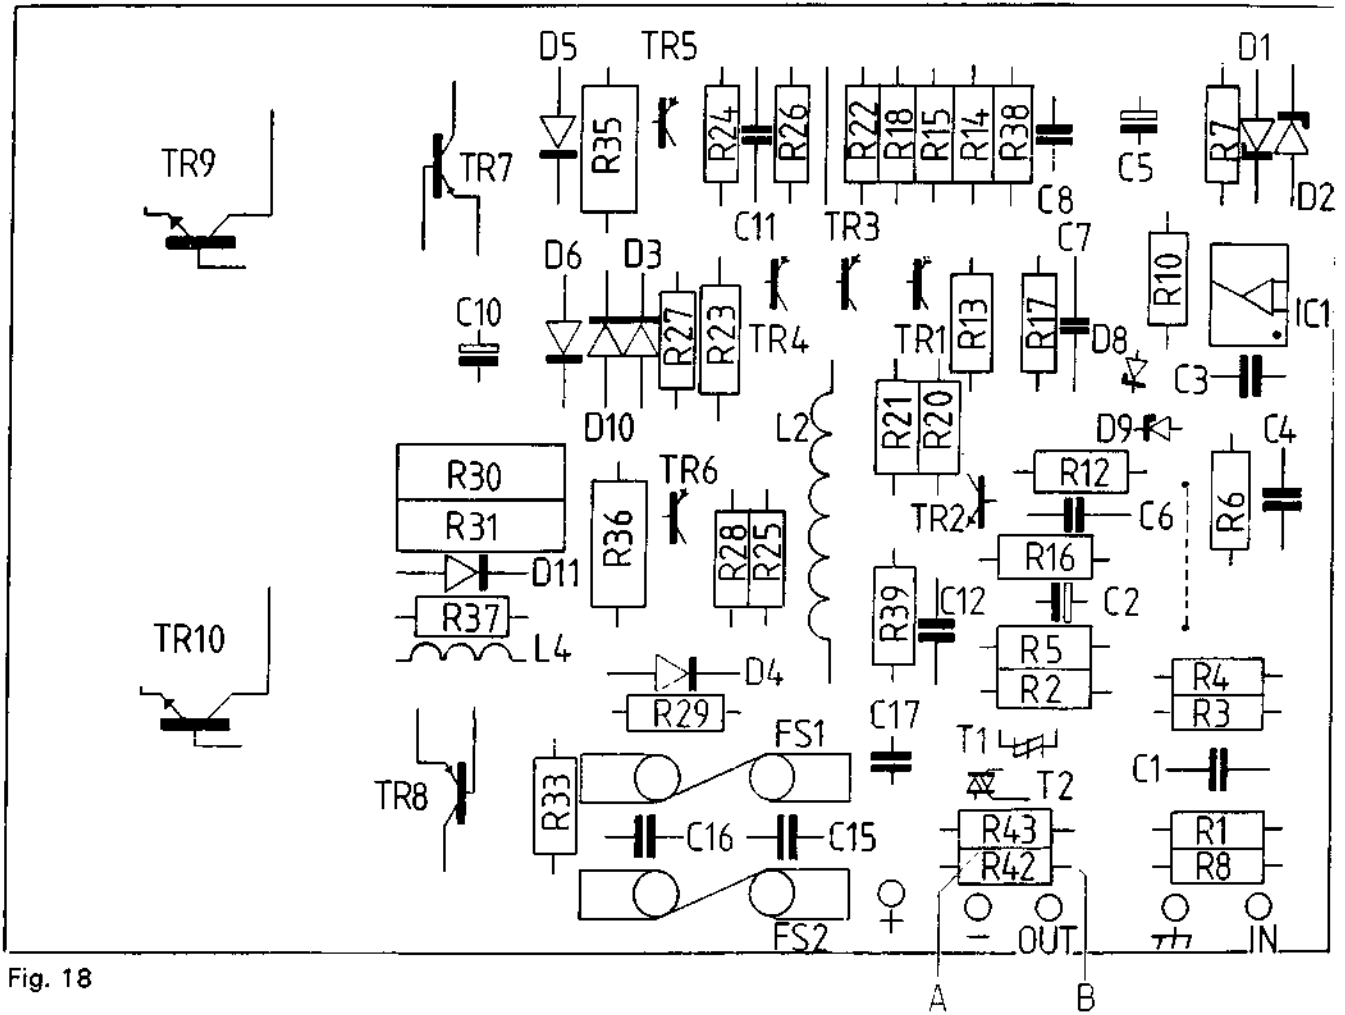 D5 TR5 D1
TR9 TR7 R35 R24 R26 R22 R18 R15 R14 R38 C5 R7
C11 TR3 C8 D2
D6 D3 C7 R10
C10 R27 R23 TR4 TR1 R13 R17 D8 IC1
C3
D10 L2 R21 R20 D9 C4
R30 TR6 R12
R31 R36 R28 R25 TR2 C6 R6
D11 R16
R37 R39 C12 C2
TR10 L4 R5
D4 R2 R4
R29 C17 R3
FS1 T1
TR8 R33 T2 C1
C16 C15 R43 R1
R42 R8
+
FS2 - OUT IN
Fig. 18
A B